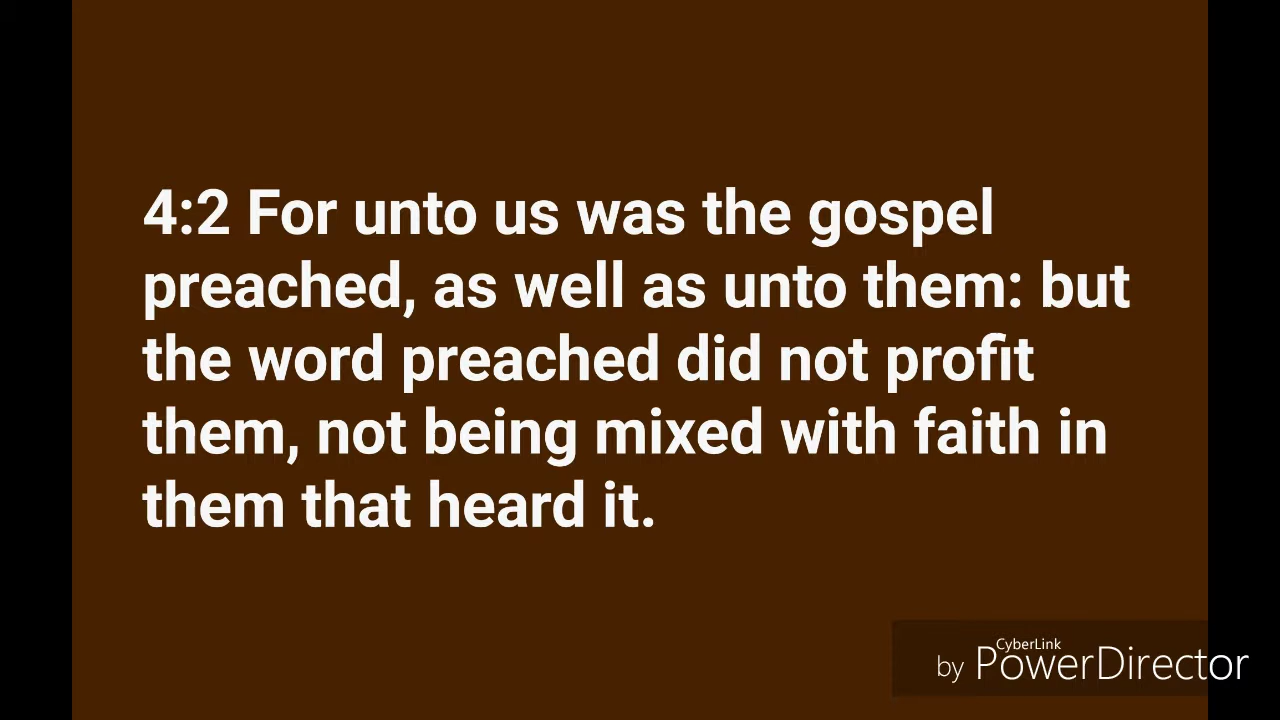 4:2 For unto us was the gospel
preached, as well as unto them: but
the word preached did not profit
them, not being mixed with faith in
them that heard it.
CyberLink
by PowerDirector